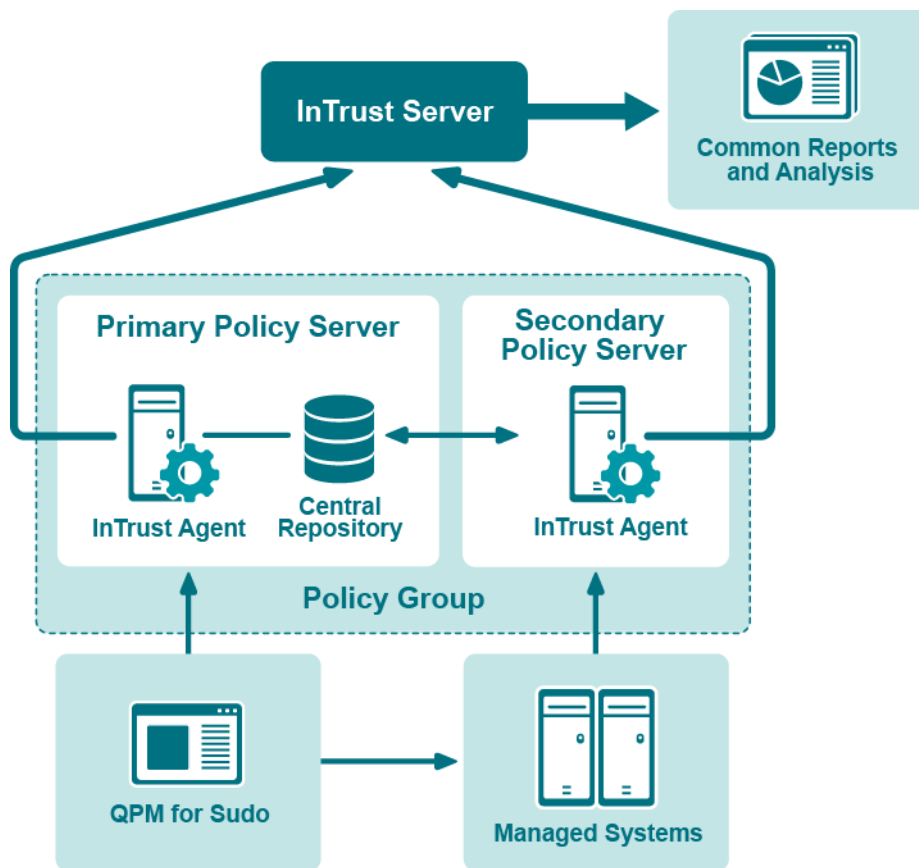 InTrust Server
Common Reports
and Analysis
Primary Policy Server
Secondary
Policy Server
InTrust Agent
Central
Repository
InTrust Agent
Policy Group
QPM for Sudo
Managed Systems